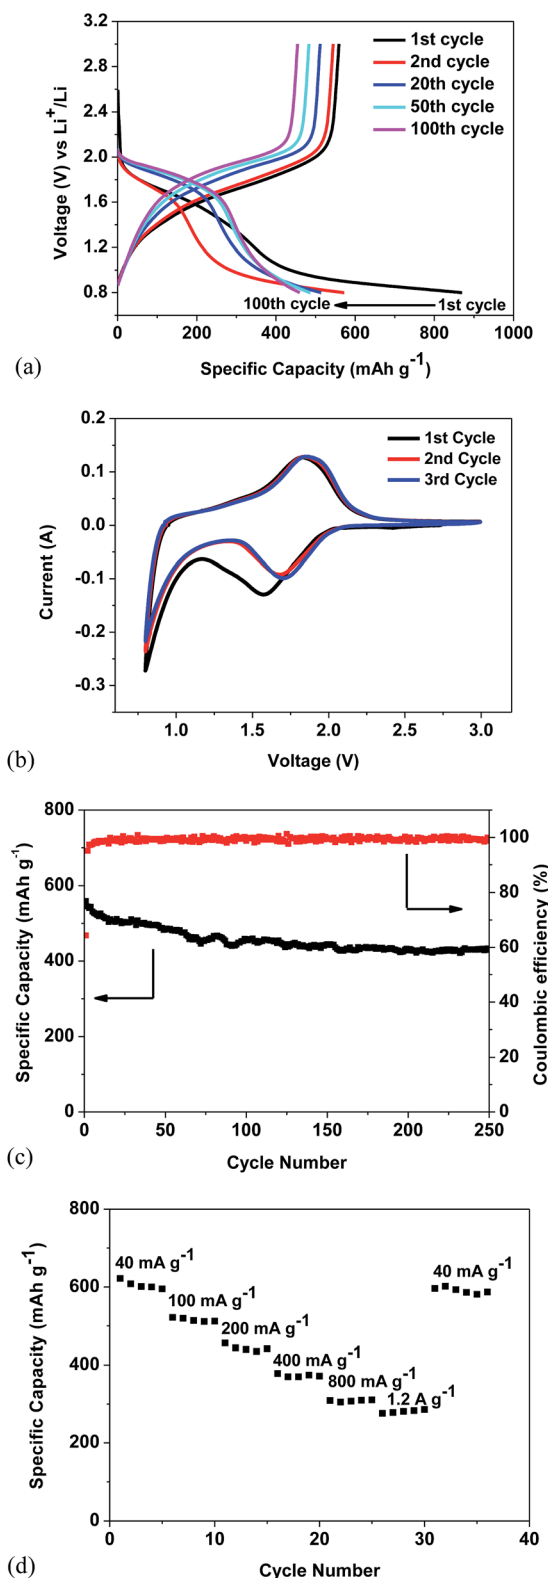 3.2
2.8
2.4
2.0
1.6
1.2
0.8
Voltage (V) vs Li+/Li
1st cycle
2nd cycle
20th cycle
50th cycle
100th cycle
100th cycle
1st cycle
0 200 400 600 800 1000
Specific Capacity (mAh g-1)
(a)
0.2
0.1
0.0
-0.1
-0.2
-0.3
Current (A)
1st Cycle
2nd Cycle
3rd Cycle
1.0 1.5 2.0 2.5 3.0
Voltage (V)
(b)
800
600
400
200
0
Specific Capacity (mAh g-1)
100
80
60
40
20
0
Coulombic efficiency (%)
0 50 100 150 200 250
Cycle Number
(c)
800
600
400
200
0
Specific Capacity (mAh g-1)
40 mA g-1
100 mA g-1
200 mA g-1
400 mA g-1
800 mA g-1
1.2 A g-1
40 mA g-1
0 10 20 30 40
Cycle Number
(d)